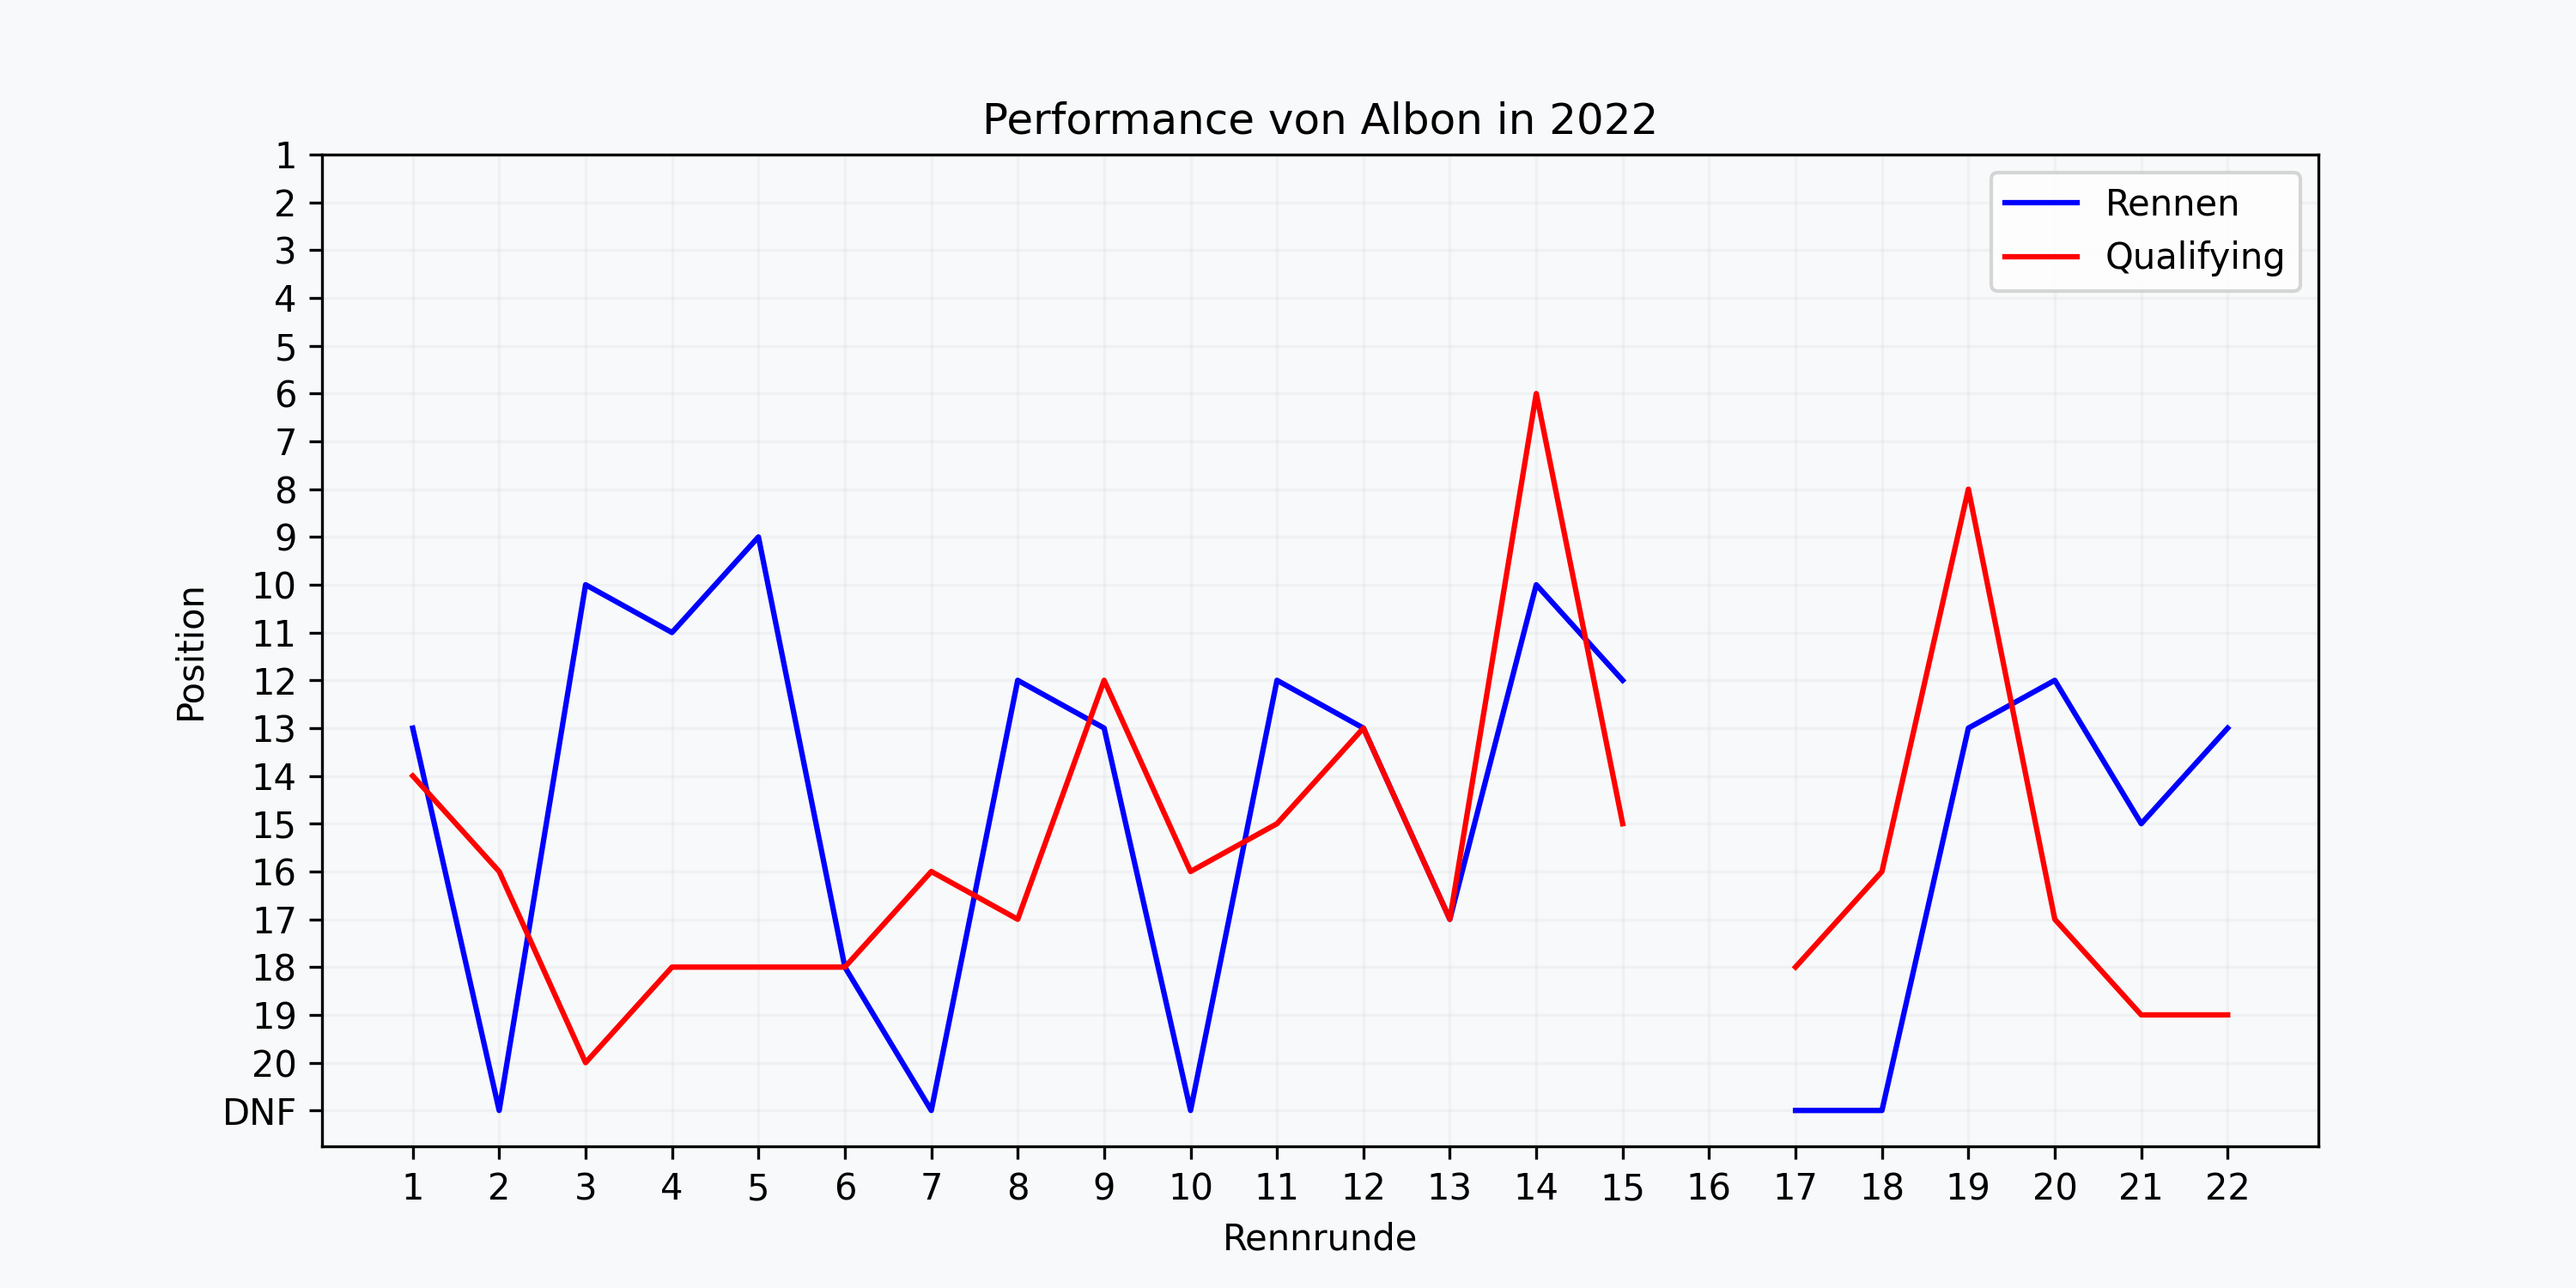 Performance von Albon in 2022
1
2
3
4
5
6
7
8
9
10
11
12
13
14
15
16
17
18
19
20
DNF
Position
Rennen
Qualifying
1 2 3 4 5 6 7 8 9 10 11 12 13 14 15 16 17 18 19 20 21 22
Rennrunde